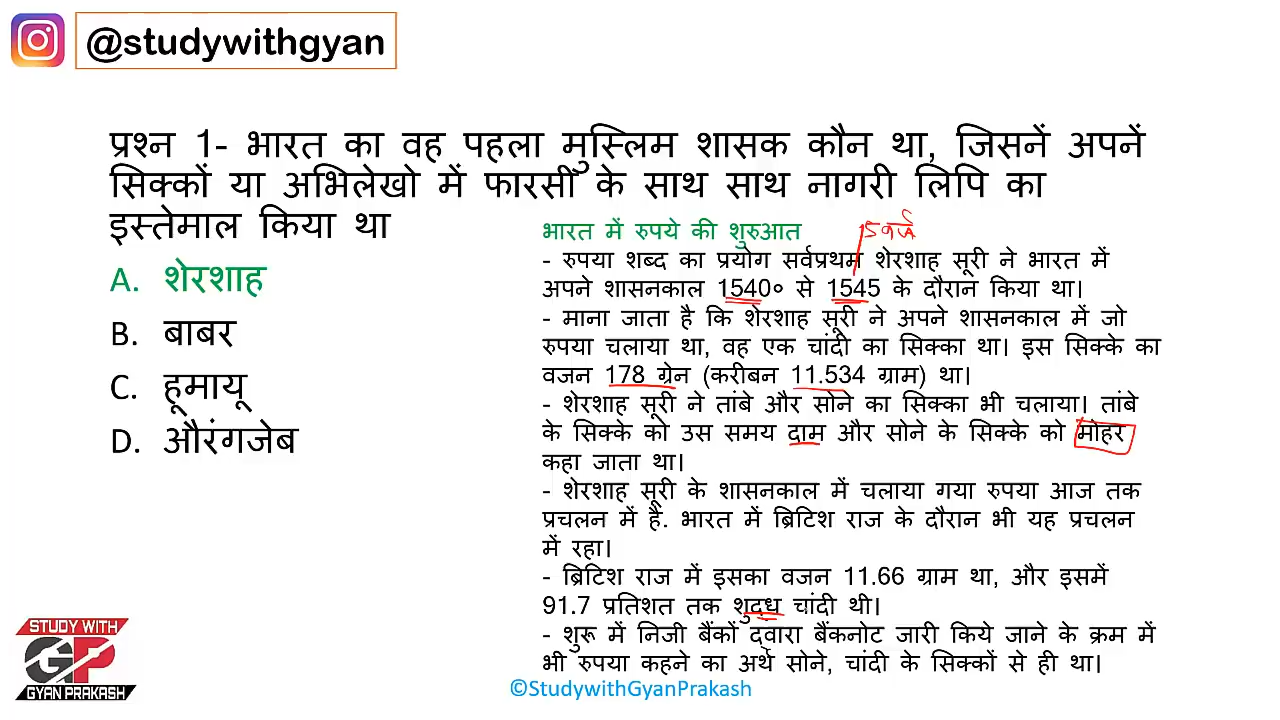 @studywithgyan
प्रश्न 1- भारत का वह पहला मुस्लिम शासक कौन था, जिसनें अपनें
सिक्कों या अभिलेखो में फारसी के साथ साथ नागरी लिपि का
इस्तेमाल किया था
A. शेरशाह
B. बाबर
C. हूमायू
D. औरंगजेब
भारत में रुपये की शुरुआत
- रुपया शब्द का प्रयोग सर्वप्रथम शेरशाह सूरी ने भारत में
अपने शासनकाल 1540० से 1545 के दौरान किया था।
- माना जाता है कि शेरशाह सूरी ने अपने शासनकाल में जो
रुपया चलाया था, वह एक चांदी का सिक्का था। इस सिक्के का
वजन 178 ग्रेन (करीबन 11.534 ग्राम) था।
- शेरशाह सूरी ने तांबे और सोने का सिक्का भी चलाया। तांबे
के सिक्के को उस समय दाम और सोने के सिक्के को मोहर
कहा जाता था।
- शेरशाह सूरी के शासनकाल में चलाया गया रुपया आज तक
प्रचलन में है. भारत में ब्रिटिश राज के दौरान भी यह प्रचलन
में रहा।
- ब्रिटिश राज में इसका वजन 11.66 ग्राम था, और इसमें
91.7 प्रतिशत तक शुद्ध चांदी थी।
- शुरू में निजी बैंकों द्वारा बैंकनोट जारी किये जाने के क्रम में
भी रुपया कहने का अर्थ सोने, चांदी के सिक्कों से ही था।
STUDY WITH
GP
GYAN PRAKASH
©StudywithGyanPrakash